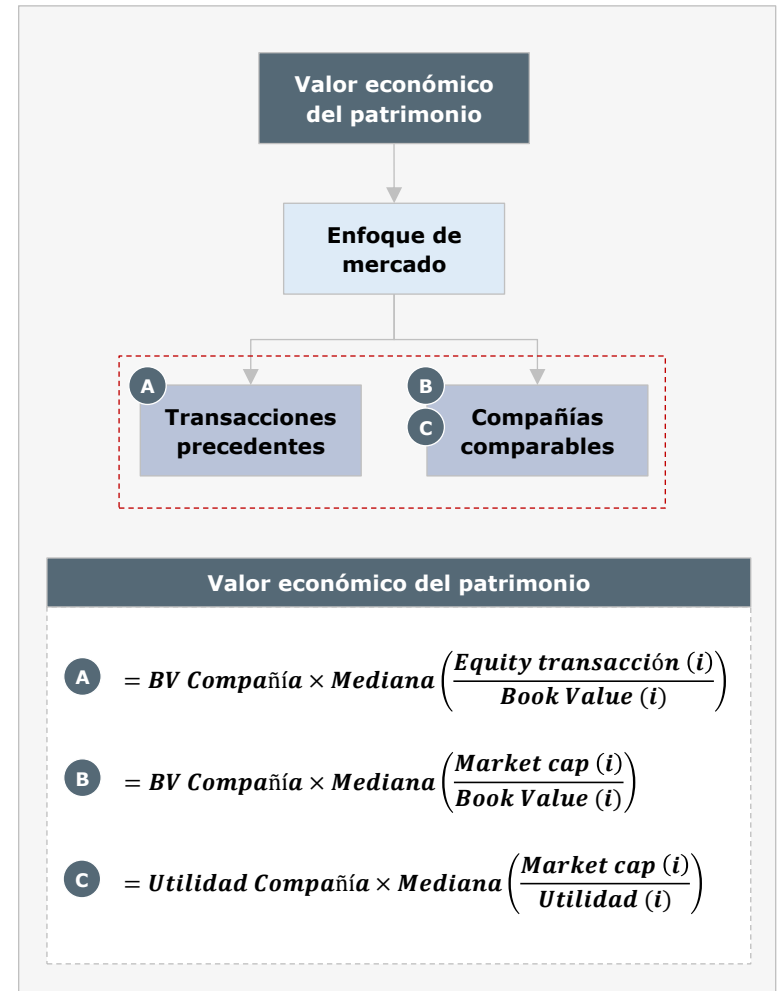 Valor económico
del patrimonio
Enfoque de
mercado
A
Transacciones
precedentes
B
C
Compañías
comparables
Valor económico del patrimonio
A = BV Compañía × Mediana (Equity transacción (i) / Book Value (i))
B = BV Compañía × Mediana (Market cap (i) / Book Value (i))
C = Utilidad Compañía × Mediana (Market cap (i) / Utilidad (i))